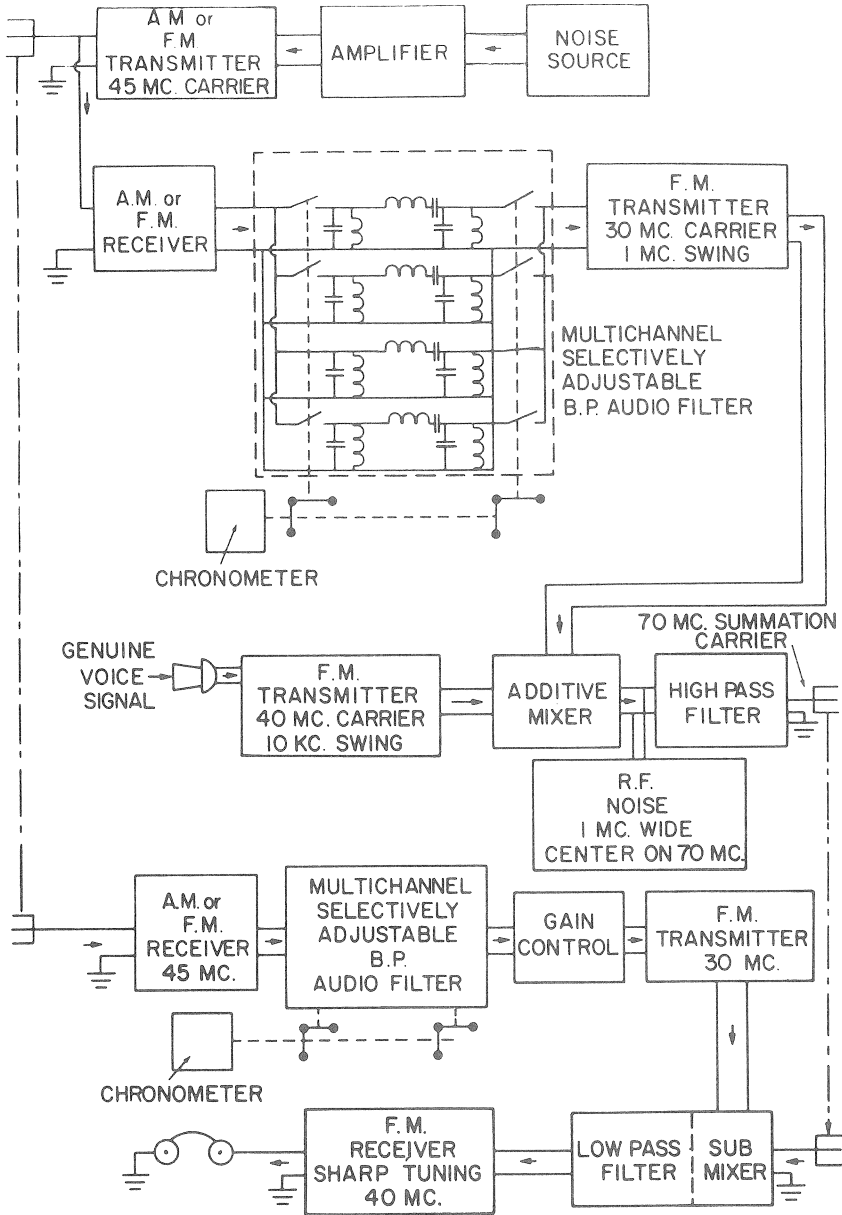 A M or
F.M.
TRANSMITTER
45 MC. CARRIER
AMPLIFIER
NOISE
SOURCE
A.M. or
F.M.
RECEIVER
F.M.
TRANSMITTER
30 MC. CARRIER
1 MC. SWING
MULTICHANNEL
SELECTIVELY
ADJUSTABLE
B.P. AUDIO FILTER
CHRONOMETER
GENUINE
VOICE
SIGNAL
F.M.
TRANSMITTER
40 MC. CARRIER
10 KC. SWING
ADDITIVE
MIXER
70 MC. SUMMATION
CARRIER
HIGH PASS
FILTER
R.F.
NOISE
1 MC. WIDE
CENTER ON 70 MC.
A.M. or
F.M.
RECEIVER
45 MC.
MULTICHANNEL
SELECTIVELY
ADJUSTABLE
B.P.
AUDIO FILTER
GAIN
CONTROL
F.M.
TRANSMITTER
30 MC.
CHRONOMETER
F.M.
RECEIVER
SHARP TUNING
40 MC.
LOW PASS
FILTER
SUB
MIXER